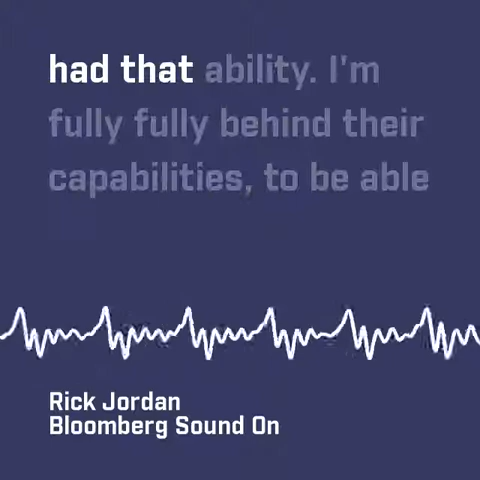 had that ability. I'm
fully fully behind their
capabilities, to be able
Rick Jordan
Bloomberg Sound On